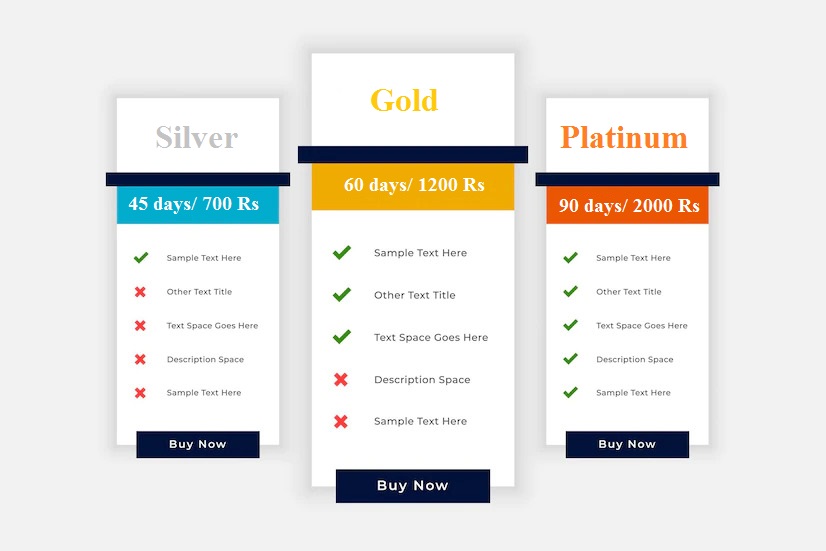 Silver
45 days/ 700 Rs
Sample Text Here
Other Text Title
Text Space Goes Here
Description Space
Sample Text Here
Buy Now
Gold
60 days/ 1200 Rs
Sample Text Here
Other Text Title
Text Space Goes Here
Description Space
Sample Text Here
Buy Now
Platinum
90 days/ 2000 Rs
Sample Text Here
Other Text Title
Text Space Goes Here
Description Space
Sample Text Here
Buy Now